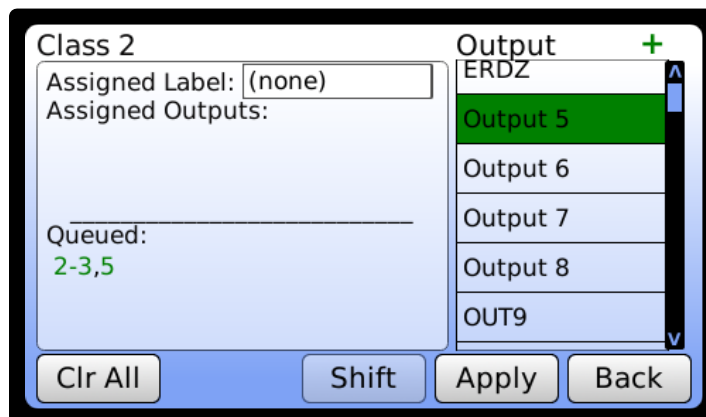 Class 2
Assigned Label: (none)
Assigned Outputs:
Queued:
2-3,5
Output +
ERDZ
Output 5
Output 6
Output 7
Output 8
OUT9
Clr All
Shift
Apply
Back